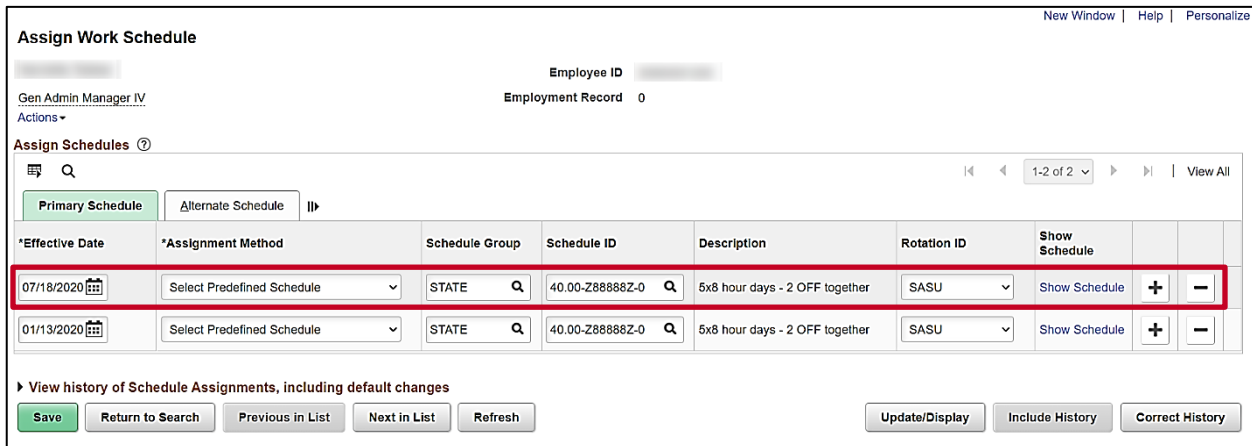 New Window | Help | Personalize
Assign Work Schedule
Employee ID
Gen Admin Manager IV Employment Record 0
Actions
Assign Schedules ?
1-2 of 2 | View All
Primary Schedule Alternate Schedule
*Effective Date *Assignment Method Schedule Group Schedule ID Description Rotation ID Show Schedule
07/18/2020 Select Predefined Schedule STATE 40.00-Z88888Z-0 5x8 hour days - 2 OFF together SASU Show Schedule + −
01/13/2020 Select Predefined Schedule STATE 40.00-Z88888Z-0 5x8 hour days - 2 OFF together SASU Show Schedule + −
View history of Schedule Assignments, including default changes
Save Return to Search Previous in List Next in List Refresh Update/Display Include History Correct History